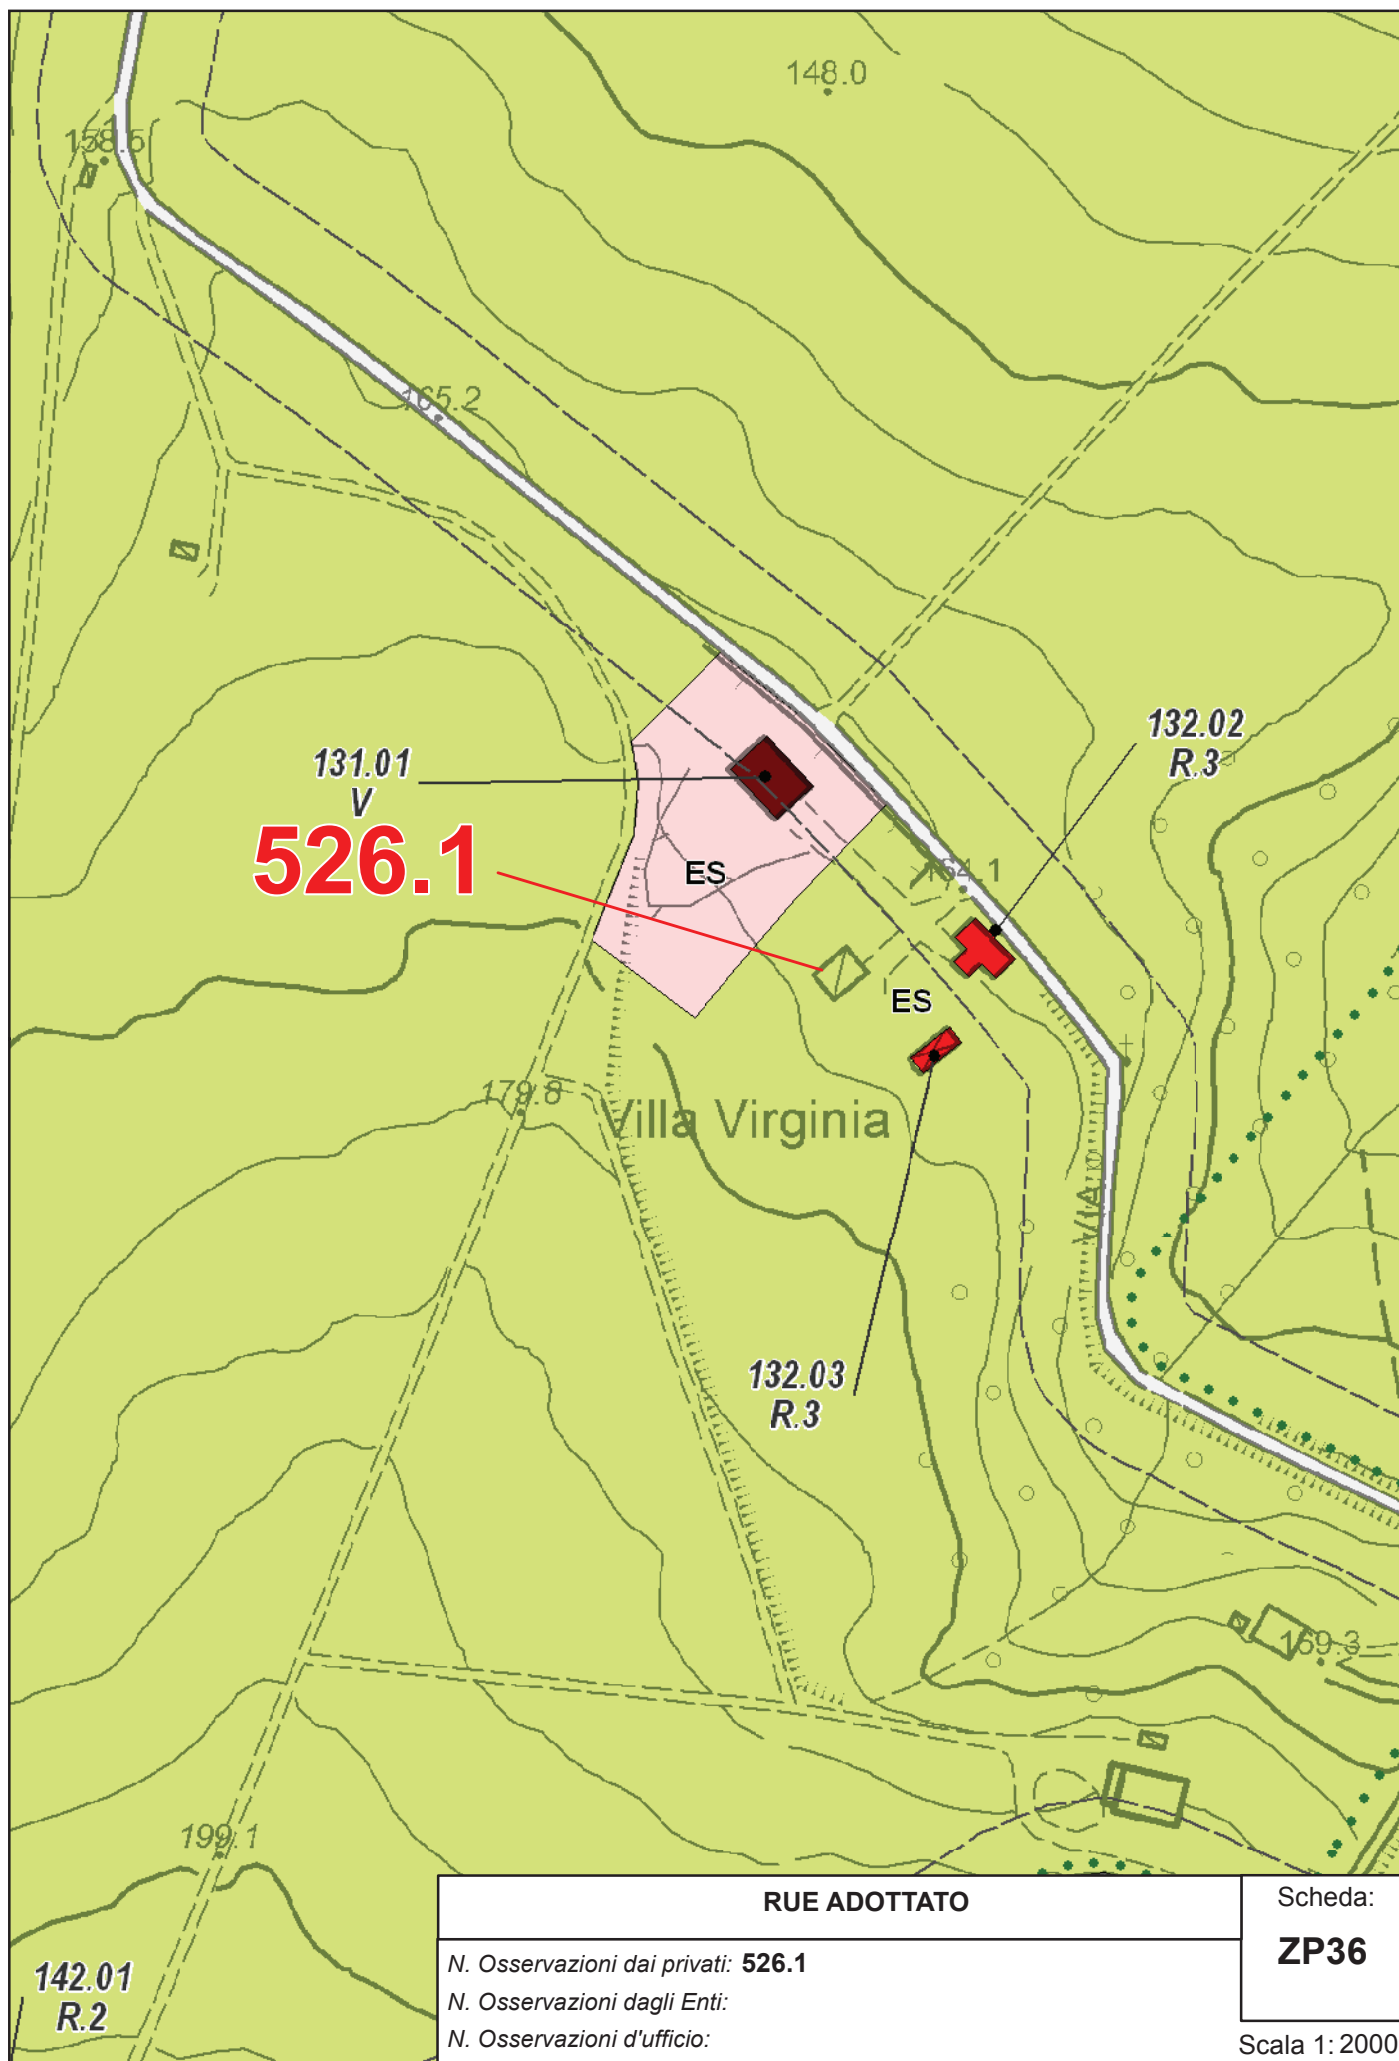 148.0
158.5
165.2
132.02
R.3
131.01
V
526.1
ES
164.1
ES
179.8
Villa Virginia
VIA
132.03
R.3
169.3
199.1
142.01
R.2
RUE ADOTTATO
N. Osservazioni dai privati: 526.1
N. Osservazioni dagli Enti:
N. Osservazioni d'ufficio:
Scheda:
ZP36
Scala 1: 2000